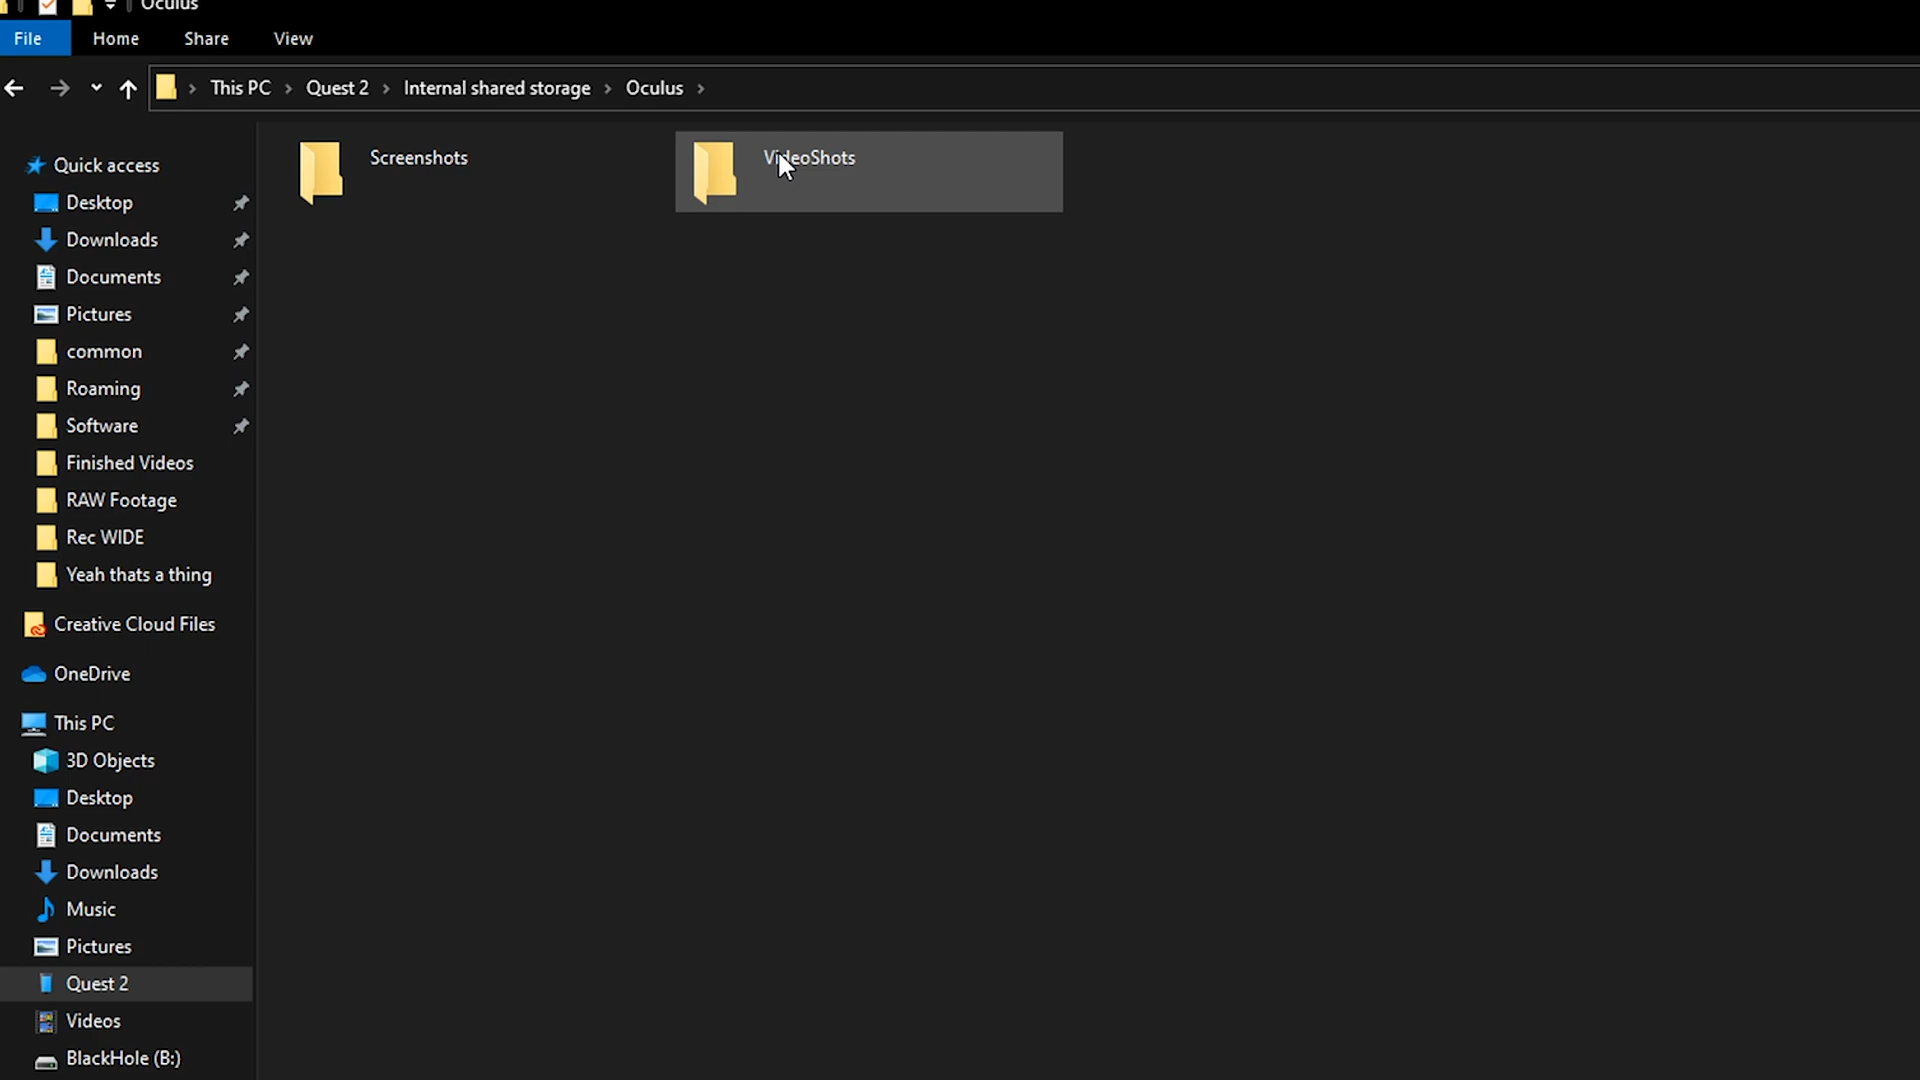 Oculus
File Home Share View
This PC Quest 2 Internal shared storage Oculus
Quick access
Desktop
Downloads
Documents
Pictures
common
Roaming
Software
Finished Videos
RAW Footage
Rec WIDE
Yeah thats a thing
Creative Cloud Files
OneDrive
This PC
3D Objects
Desktop
Documents
Downloads
Music
Pictures
Quest 2
Videos
BlackHole (B:)
Screenshots
VideoShots